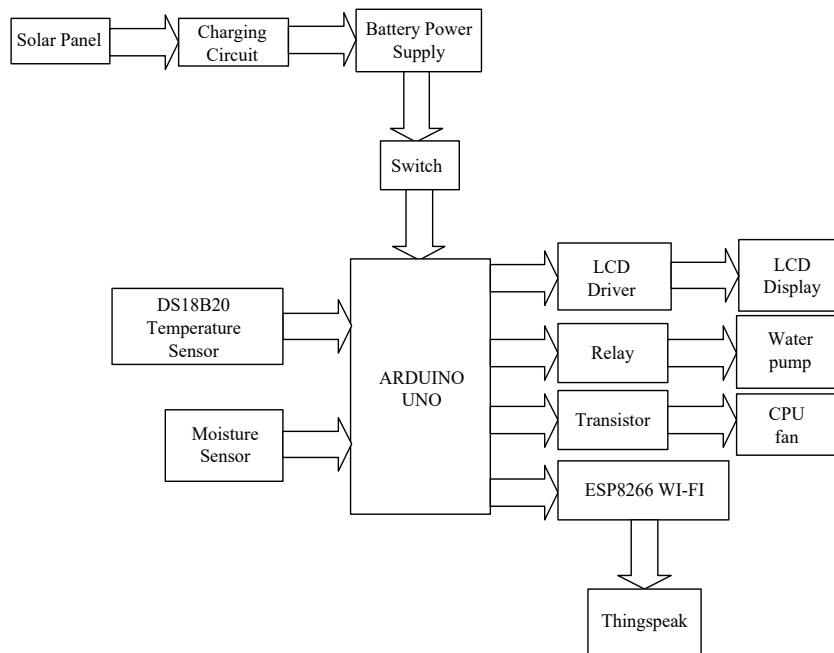 Solar Panel
Charging
Circuit
Battery Power
Supply
Switch
LCD
Driver
LCD
Display
DS18B20
Temperature
Sensor
ARDUINO
UNO
Relay
Water
pump
Moisture
Sensor
Transistor
CPU
fan
ESP8266 WI-FI
Thingspeak